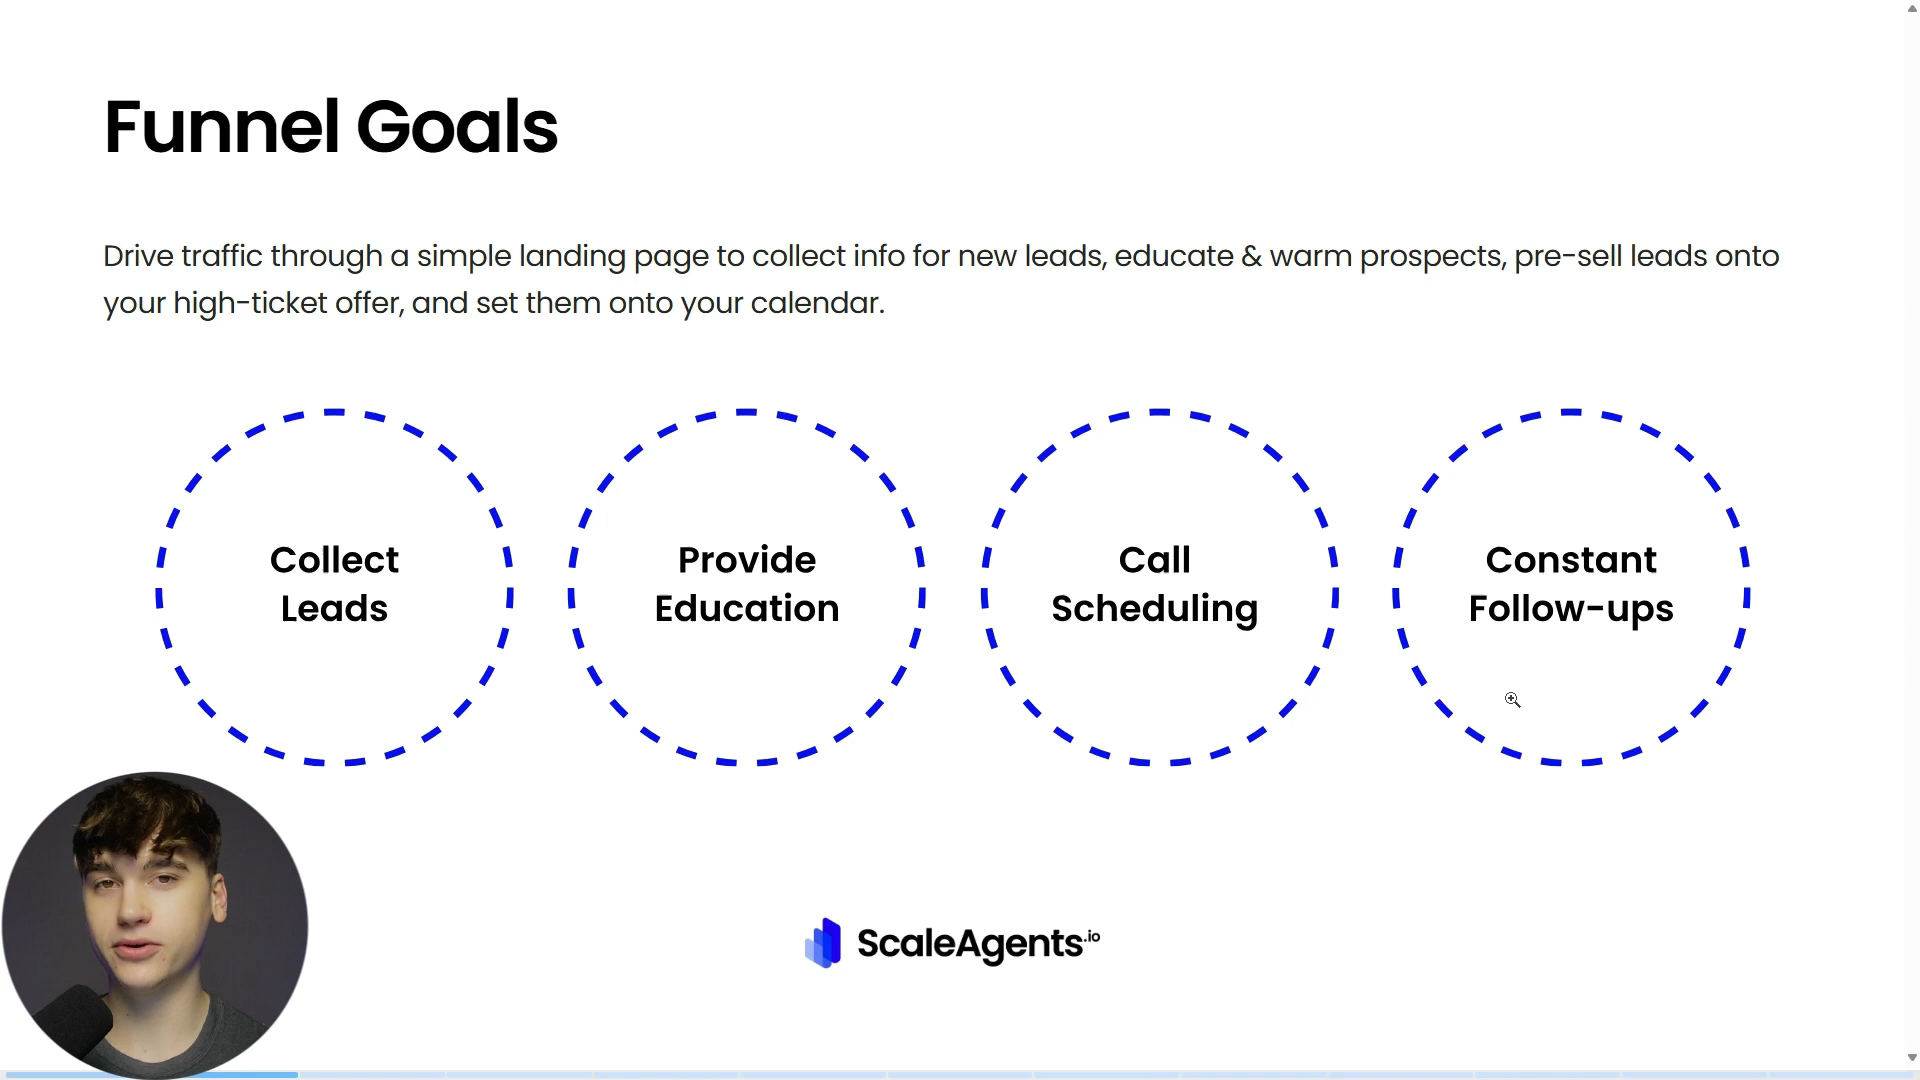 Funnel Goals
Drive traffic through a simple landing page to collect info for new leads, educate & warm prospects, pre-sell leads onto
your high-ticket offer, and set them onto your calendar.
Collect
Leads
Provide
Education
Call
Scheduling
Constant
Follow-ups
ScaleAgents.io